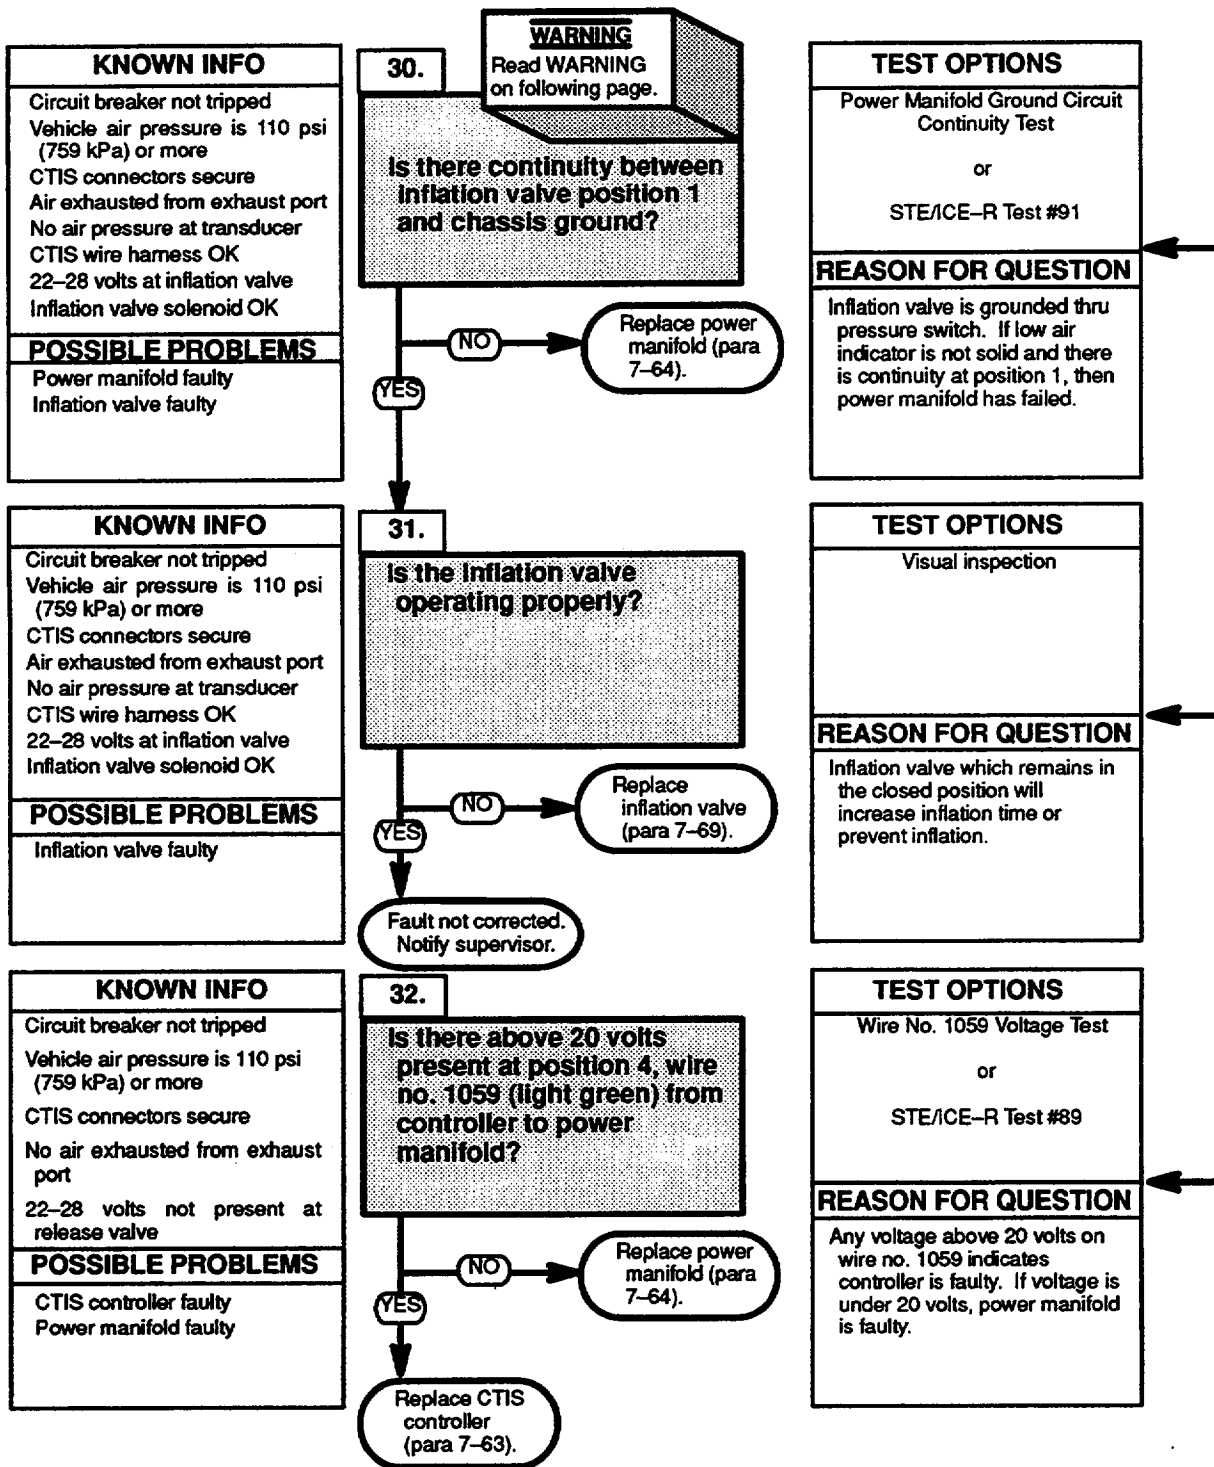 KNOWN INFO
Circuit breaker not tripped
Vehicle air pressure is 110 psi
(759 kPa) or more
CTIS connectors secure
Air exhausted from exhaust port
No air pressure at transducer
CTIS wire harness OK
22–28 volts at inflation valve
Inflation valve solenoid OK
POSSIBLE PROBLEMS
Power manifold faulty
Inflation valve faulty
30.
WARNING
Read WARNING
on following page.
Is there continuity between
inflation valve position 1
and chassis ground?
NO
Replace power
manifold (para
7–64).
YES
TEST OPTIONS
Power Manifold Ground Circuit
Continuity Test
or
STE/ICE–R Test #91
REASON FOR QUESTION
Inflation valve is grounded thru
pressure switch. If low air
indicator is not solid and there
is continuity at position 1, then
power manifold has failed.
KNOWN INFO
Circuit breaker not tripped
Vehicle air pressure is 110 psi
(759 kPa) or more
CTIS connectors secure
Air exhausted from exhaust port
No air pressure at transducer
CTIS wire harness OK
22–28 volts at inflation valve
Inflation valve solenoid OK
POSSIBLE PROBLEMS
Inflation valve faulty
31.
Is the Inflation valve
operating properly?
NO
Replace
inflation valve
(para 7–69).
YES
Fault not corrected.
Notify supervisor.
TEST OPTIONS
Visual inspection
REASON FOR QUESTION
Inflation valve which remains in
the closed position will
increase inflation time or
prevent inflation.
KNOWN INFO
Circuit breaker not tripped
Vehicle air pressure is 110 psi
(759 kPa) or more
CTIS connectors secure
No air exhausted from exhaust
port
22–28 volts not present at
release valve
POSSIBLE PROBLEMS
CTIS controller faulty
Power manifold faulty
32.
Is there above 20 volts
present at position 4, wire
no. 1059 (light green) from
controller to power
manifold?
NO
Replace power
manifold (para
7–64).
YES
Replace CTIS
controller
(para 7–63).
TEST OPTIONS
Wire No. 1059 Voltage Test
or
STE/ICE–R Test #89
REASON FOR QUESTION
Any voltage above 20 volts on
wire no. 1059 indicates
controller is faulty. If voltage is
under 20 volts, power manifold
is faulty.